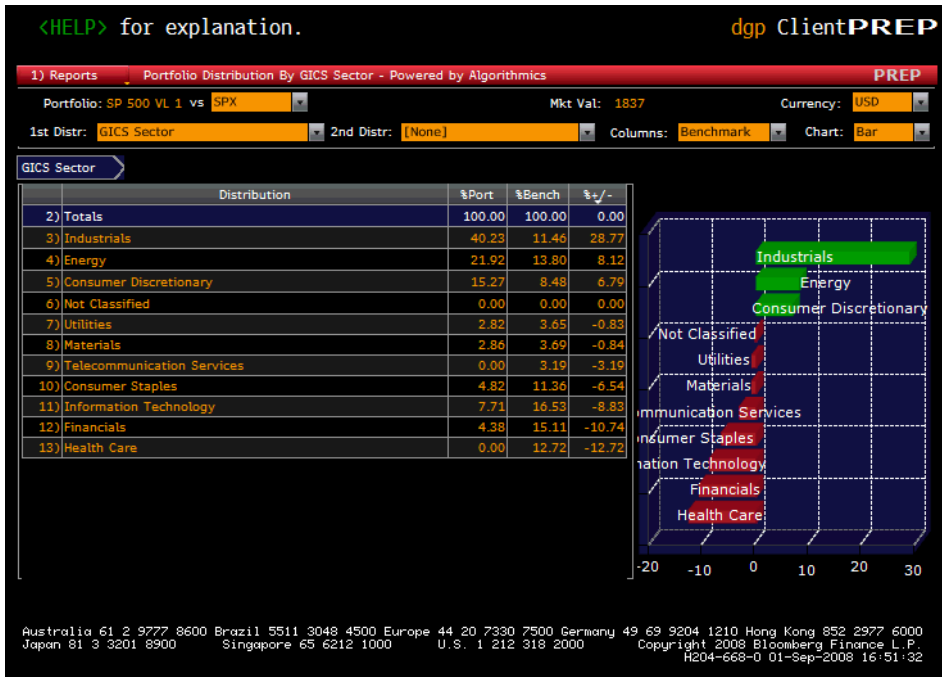 <HELP> for explanation. dgp ClientPREP
1) Reports Portfolio Distribution By GICS Sector - Powered by Algorithmics PREP
Portfolio: SP 500 VL 1 vs SPX Mkt Val: 1837 Currency: USD
1st Distr: GICS Sector 2nd Distr: [None] Columns: Benchmark Chart: Bar
GICS Sector
Distribution %Port %Bench %+/-
2) Totals 100.00 100.00 0.00
3) Industrials 40.23 11.46 28.77
4) Energy 21.92 13.80 8.12
5) Consumer Discretionary 15.27 8.48 6.79
6) Not Classified 0.00 0.00 0.00
7) Utilities 2.82 3.65 -0.83
8) Materials 2.86 3.69 -0.84
9) Telecommunication Services 0.00 3.19 -3.19
10) Consumer Staples 4.82 11.36 -6.54
11) Information Technology 7.71 16.53 -8.83
12) Financials 4.38 15.11 -10.74
13) Health Care 0.00 12.72 -12.72
Industrials
Energy
Consumer Discretionary
Not Classified
Utilities
Materials
mmunication Services
onsumer Staples
nation Technology
Financials
Health Care
-20 -10 0 10 20 30
Australia 61 2 9777 8600 Brazil 5511 3048 4500 Europe 44 20 7330 7500 Germany 49 69 9204 1210 Hong Kong 852 2977 6000
Japan 81 3 3201 8900 Singapore 65 6212 1000 U.S. 1 212 318 2000 Copyright 2008 Bloomberg Finance L.P.
H204-668-0 01-Sep-2008 16:51:32